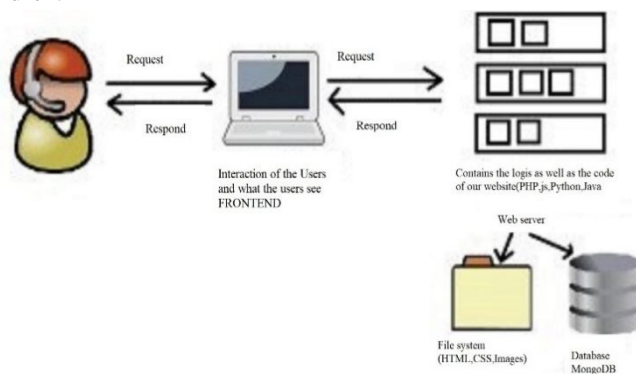 Request
Respond
Request
Respond
Interaction of the Users
and what the users see
FRONTEND
Contains the logis as well as the code
of our website(PHP,js,Python,Java
Web server
File system
(HTML,CSS,Images)
Database
MongoDB